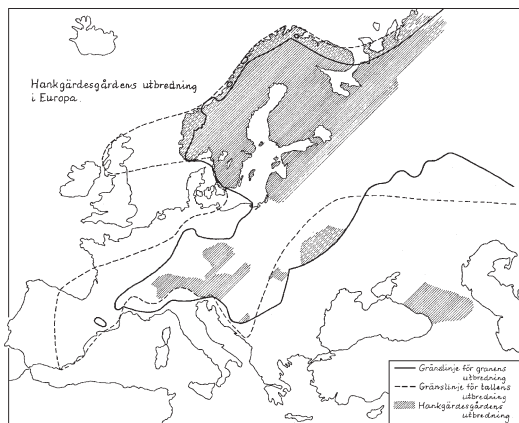 Hankgärdesgårdens utbredning
i Europa.
Gränslinje för granens
utbredning
Gränslinje för tallens
utbredning
Hankgärdesgårdens
utbredning